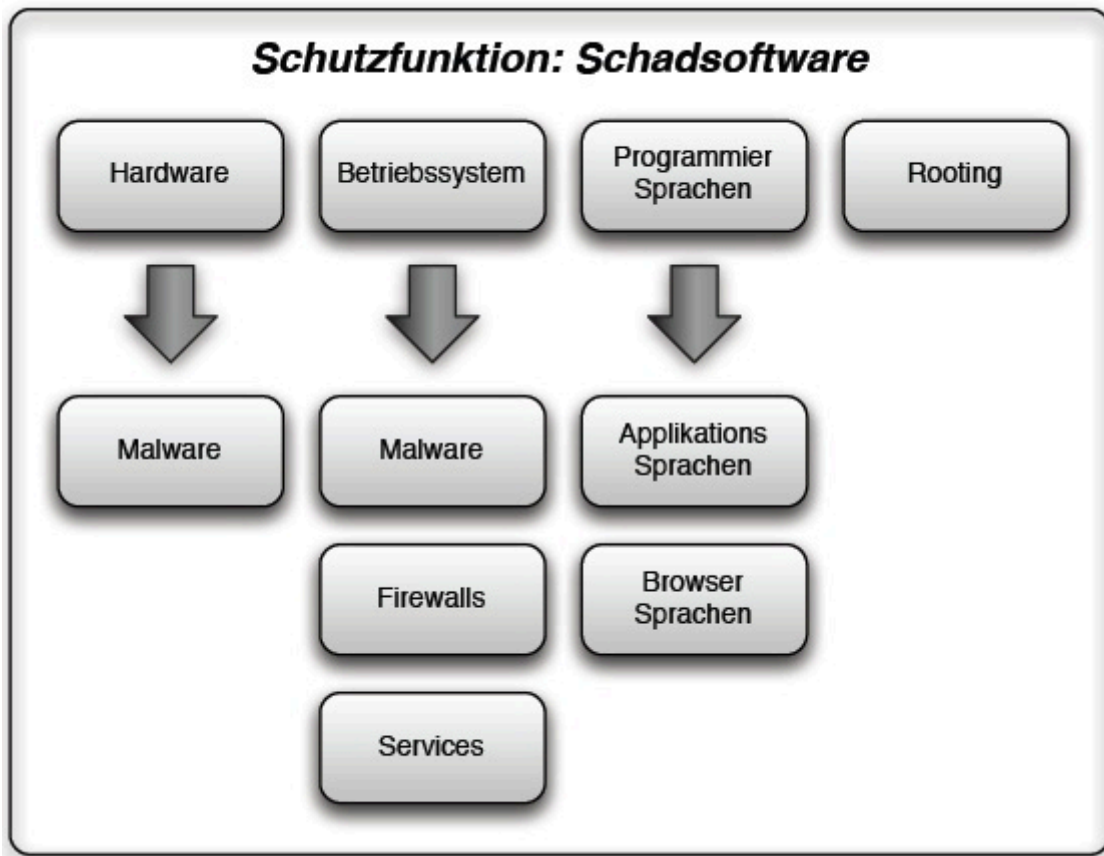 Schutzfunktion: Schadsoftware
Hardware
Betriebssystem
Programmier
Sprachen
Rooting
Malware
Malware
Applikations
Sprachen
Firewalls
Browser
Sprachen
Services